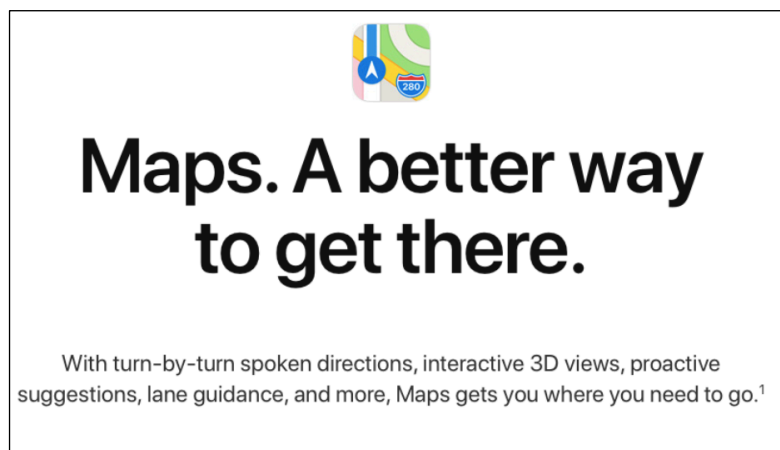 280
Maps. A better way
to get there.
With turn-by-turn spoken directions, interactive 3D views, proactive
suggestions, lane guidance, and more, Maps gets you where you need to go.¹